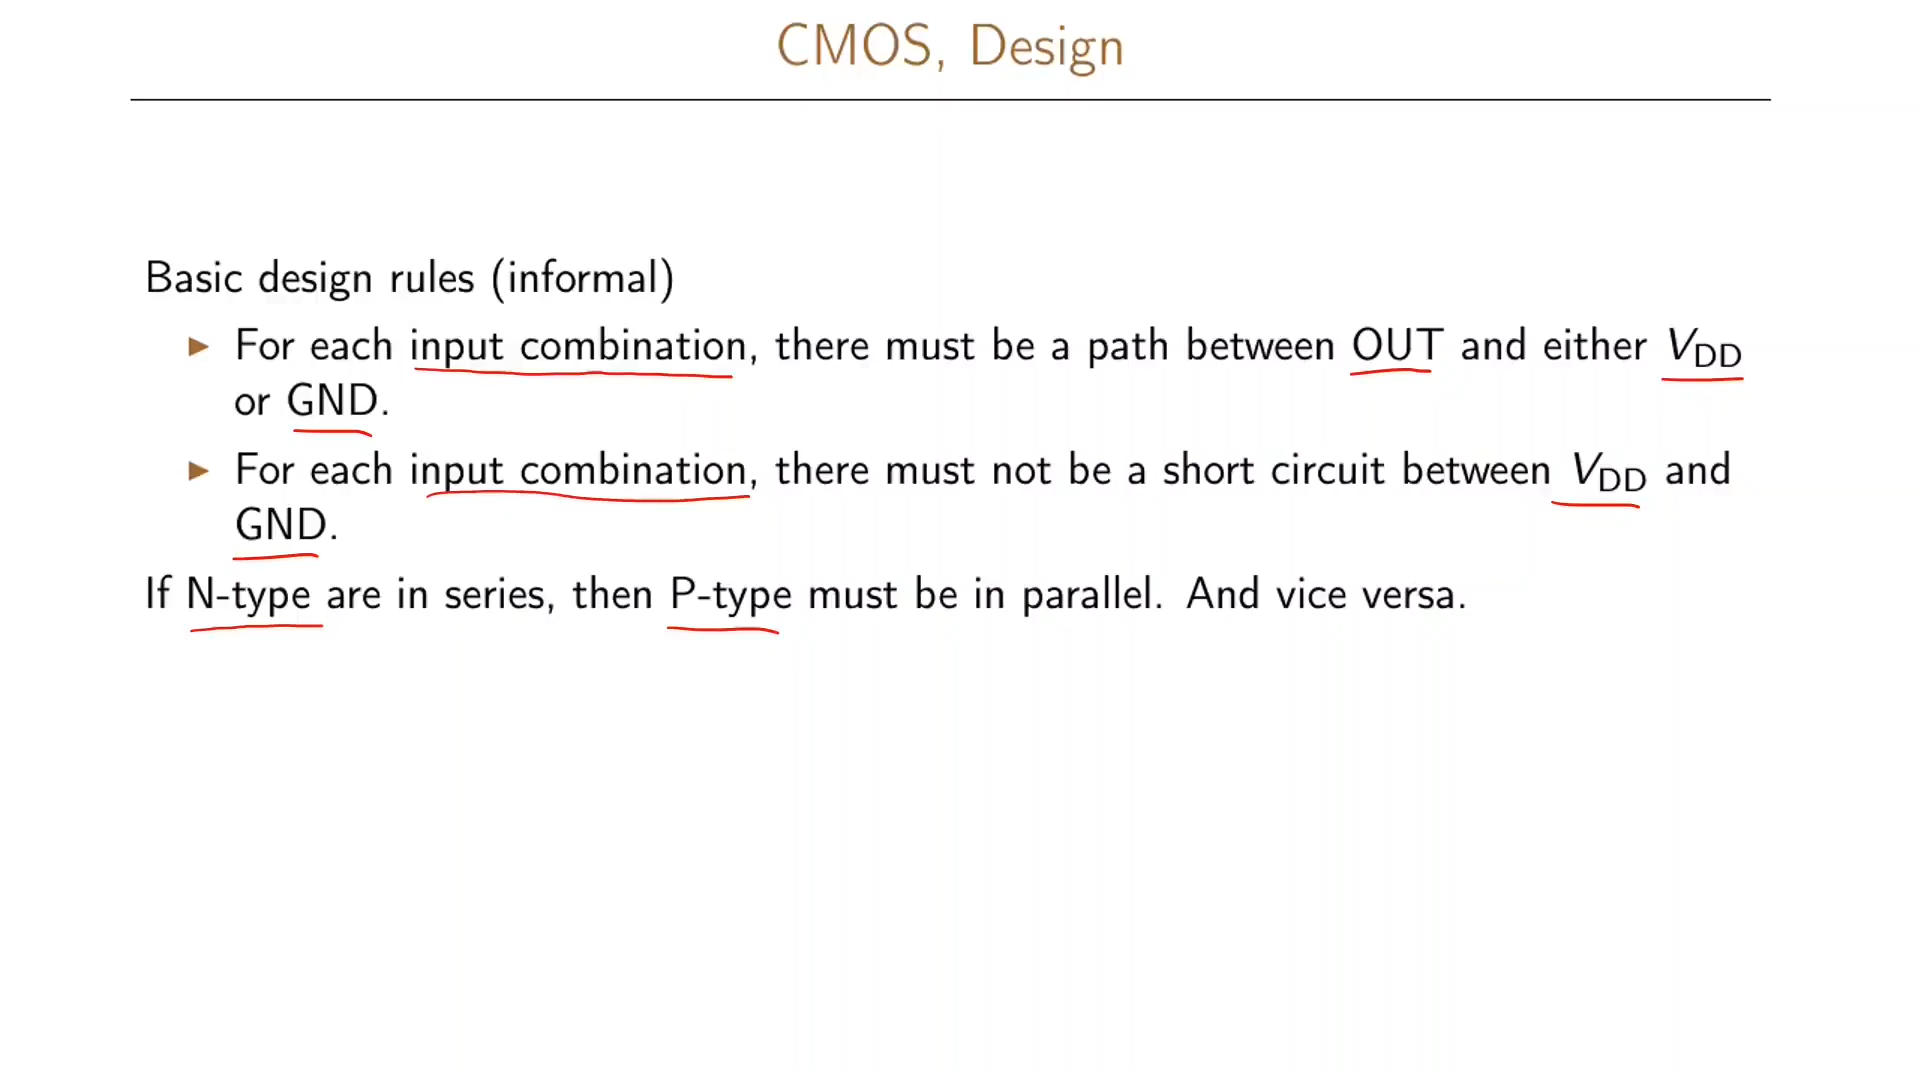 CMOS, Design
Basic design rules (informal)
▶ For each input combination, there must be a path between OUT and either VDD
or GND.
▶ For each input combination, there must not be a short circuit between VDD and
GND.
If N-type are in series, then P-type must be in parallel. And vice versa.